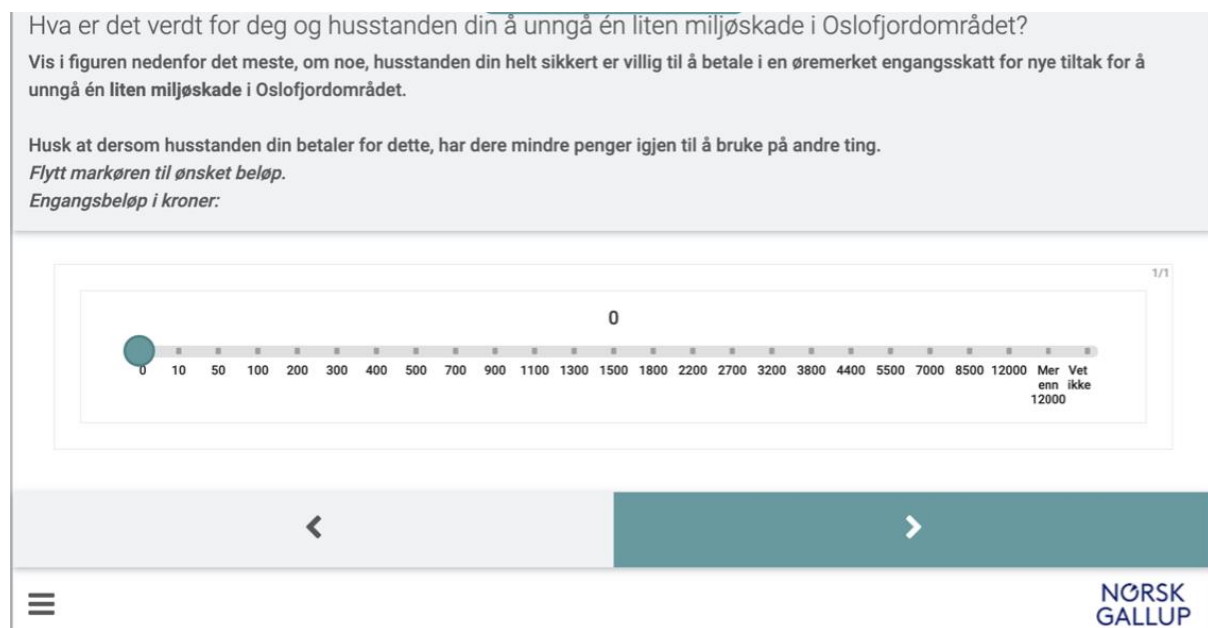 Hva er det verdt for deg og husstanden din å unngå én liten miljøskade i Oslofjordområdet?
Vis i figuren nedenfor det meste, om noe, husstanden din helt sikkert er villig til å betale i en øremerket engangsskatt for nye tiltak for å
unngå én liten miljøskade i Oslofjordområdet.
Husk at dersom husstanden din betaler for dette, har dere mindre penger igjen til å bruke på andre ting.
Flytt markøren til ønsket beløp.
Engangsbeløp i kroner:
1/1
0
0 10 50 100 200 300 400 500 700 900 1100 1300 1500 1800 2200 2700 3200 3800 4400 5500 7000 8500 12000 Mer Vet
enn ikke
12000
NORSK
GALLUP